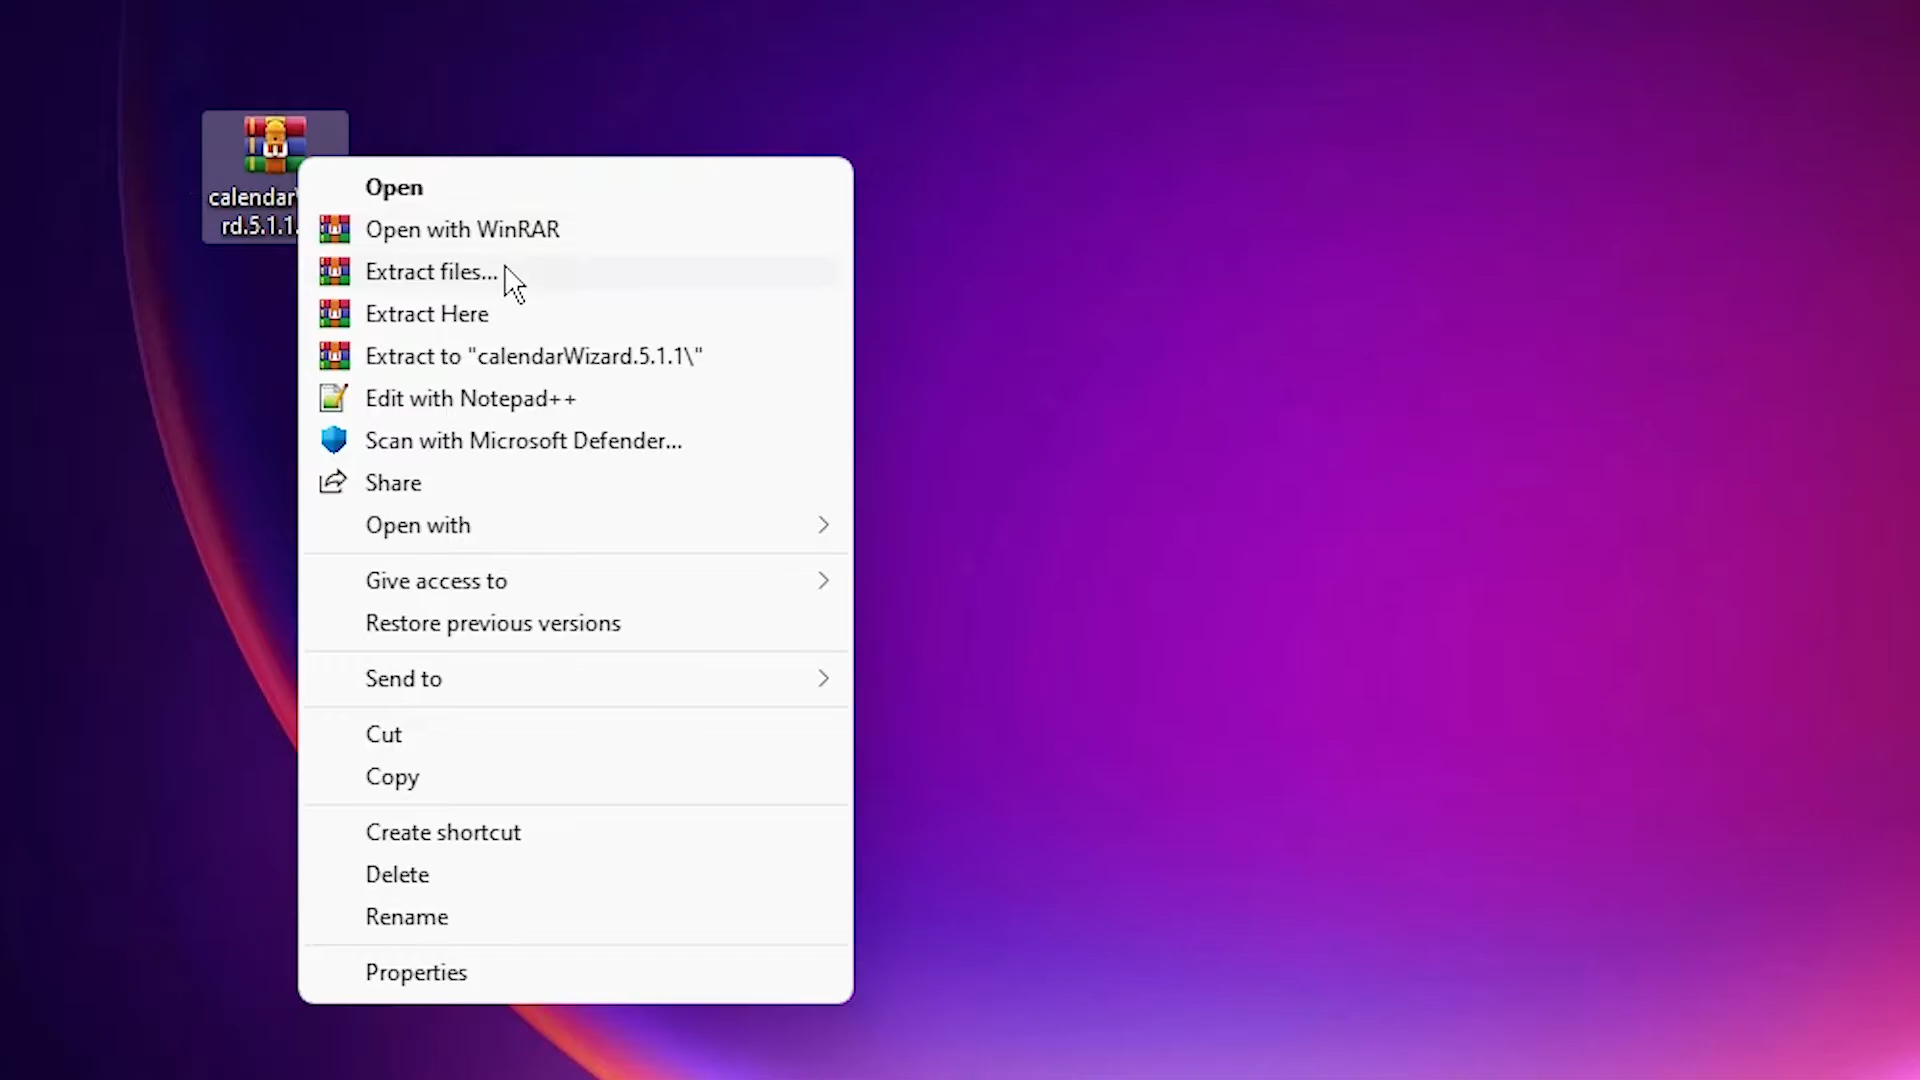 calendar
rd.5.1.1.
Open
Open with WinRAR
Extract files...
Extract Here
Extract to "calendarWizard.5.1.1\"
Edit with Notepad++
Scan with Microsoft Defender...
Share
Open with
Give access to
Restore previous versions
Send to
Cut
Copy
Create shortcut
Delete
Rename
Properties